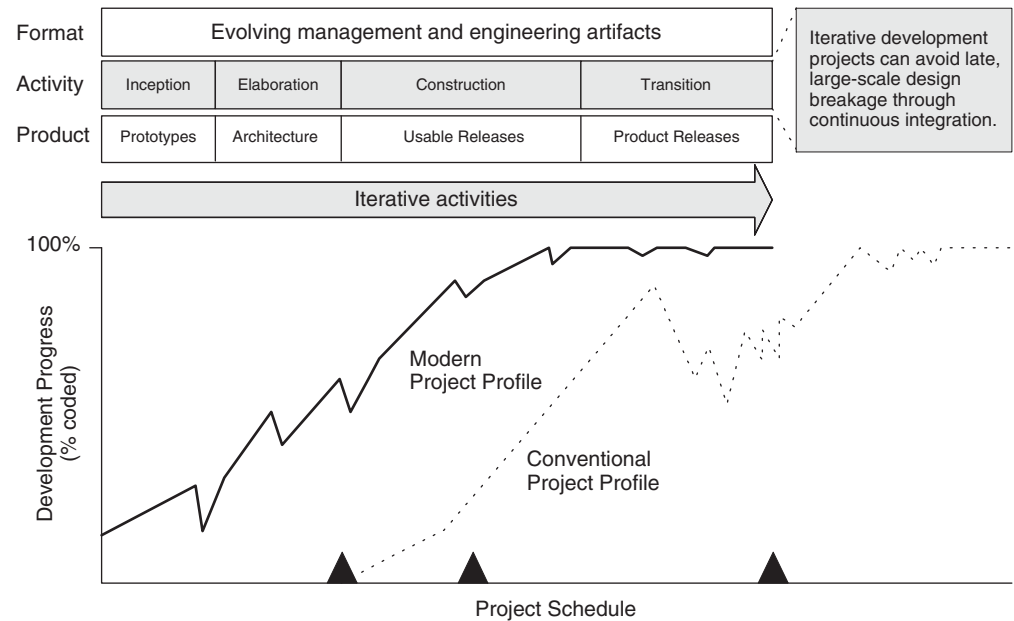 Format
Evolving management and engineering artifacts
Activity
Inception
Elaboration
Construction
Transition
Product
Prototypes
Architecture
Usable Releases
Product Releases
Iterative development
projects can avoid late,
large-scale design
breakage through
continuous integration.
Iterative activities
100%
Development Progress
(% coded)
Modern
Project Profile
Conventional
Project Profile
Project Schedule